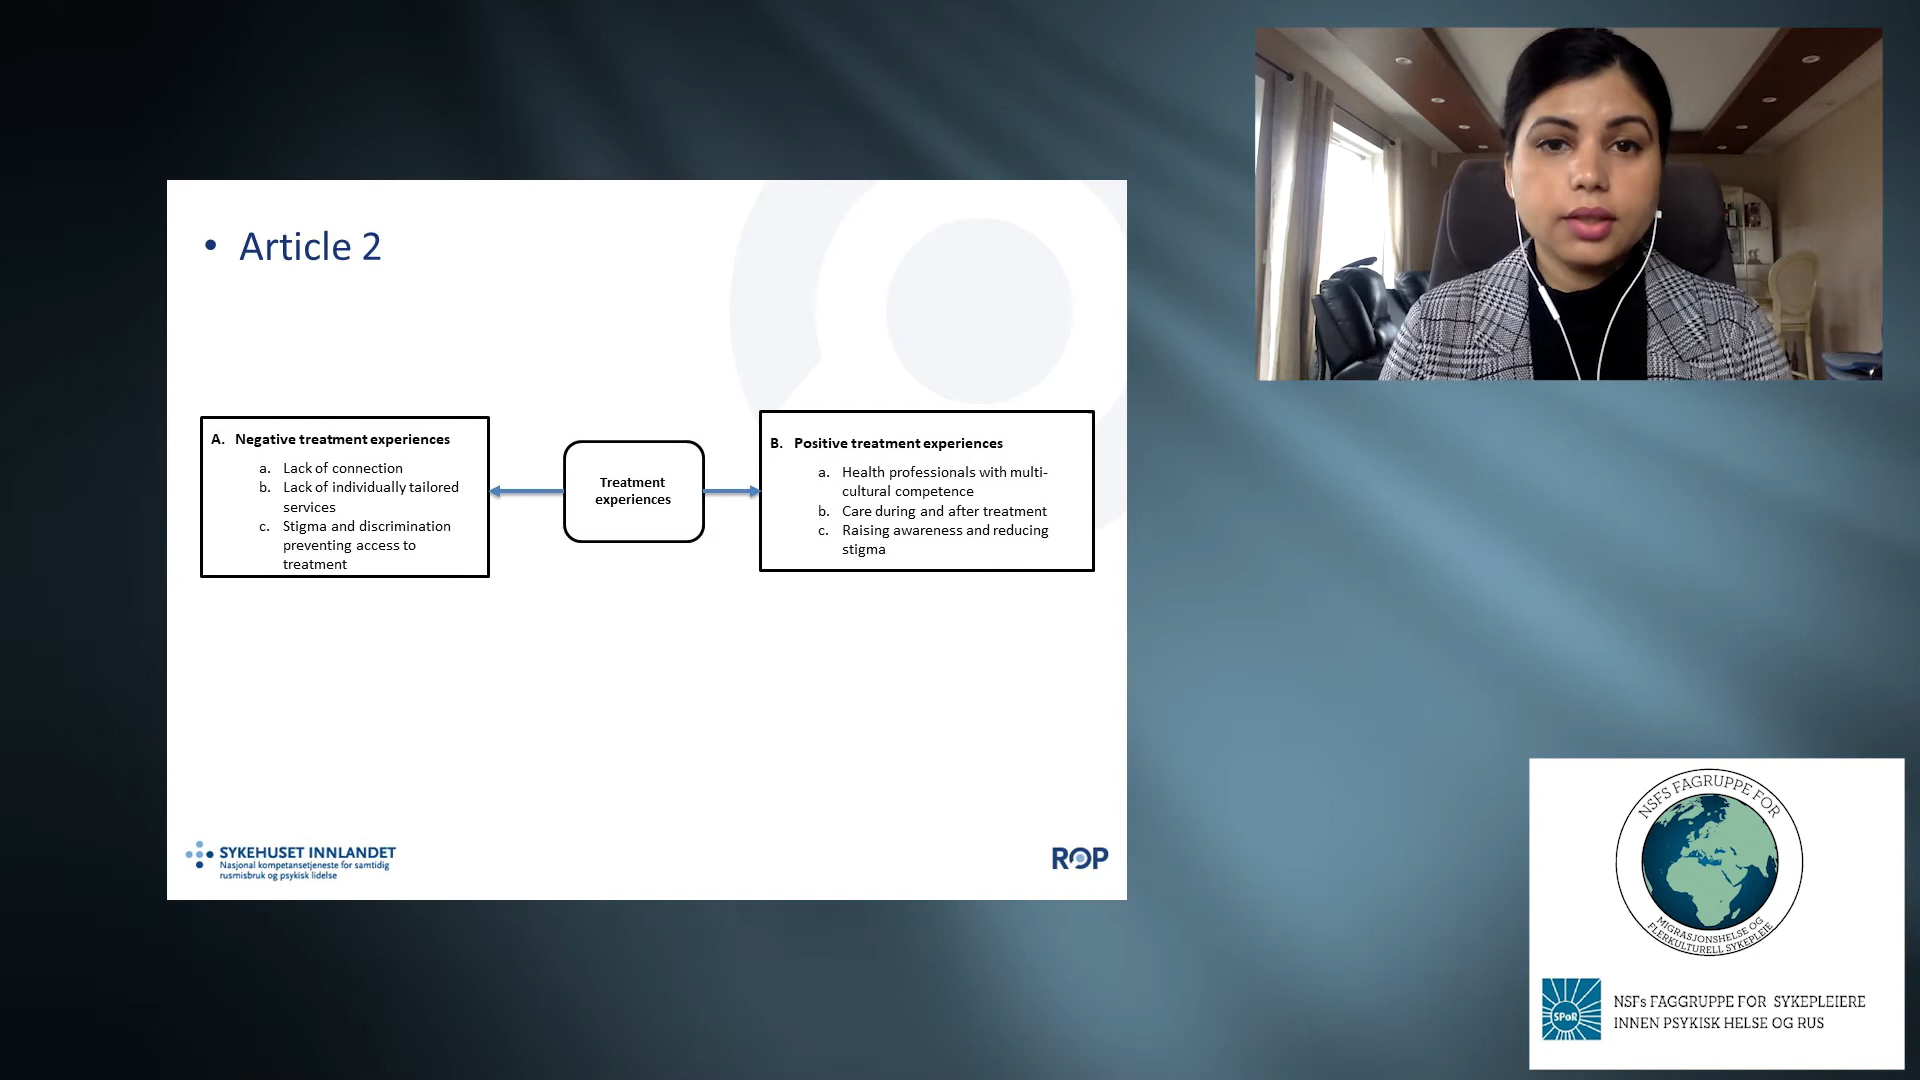 • Article 2
A. Negative treatment experiences
a. Lack of connection
b. Lack of individually tailored
services
c. Stigma and discrimination
preventing access to
treatment
Treatment
experiences
B. Positive treatment experiences
a. Health professionals with multi-
cultural competence
b. Care during and after treatment
c. Raising awareness and reducing
stigma
SYKEHUSET INNLANDET
Nasjonal kompetansetjeneste for samtidig
rusmisbruk og psykisk lidelse
ROP
NSFS FAGRUPPE FOR
MIGRASJONSHELSE OG
FLERKULTURELL SYKEPLEIE
SPoR
NSFs FAGGRUPPE FOR SYKEPLEIERE
INNEN PSYKISK HELSE OG RUS